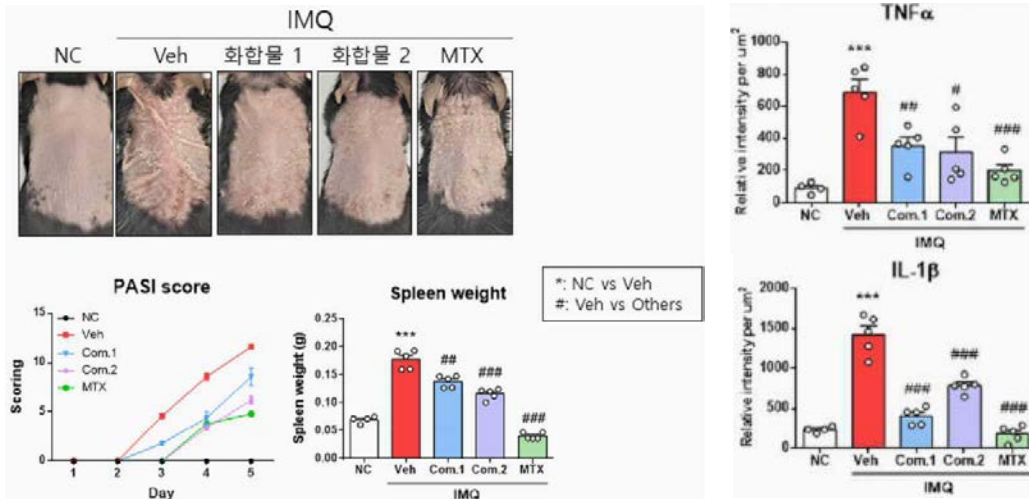 IMQ
NC Veh 화합물 1 화합물 2 MTX
PASI score
Scoring
15
10
5
0
NC
Veh
Com.1
Com.2
MTX
1 2 3 4 5
Day
Spleen weight
Spleen weight (g)
0.25
0.20
0.15
0.10
0.05
0.00
***
##
###
###
NC Veh Com.1 Com.2 MTX
IMQ
*: NC vs Veh
#: Veh vs Others
TNFα
Relative intensity per um²
1000
800
600
400
200
0
***
##
#
###
NC Veh Com.1 Com.2 MTX
IMQ
IL-1β
Relative intensity per um²
2000
1500
1000
500
0
***
###
###
###
NC Veh Com.1 Com.2 MTX
IMQ